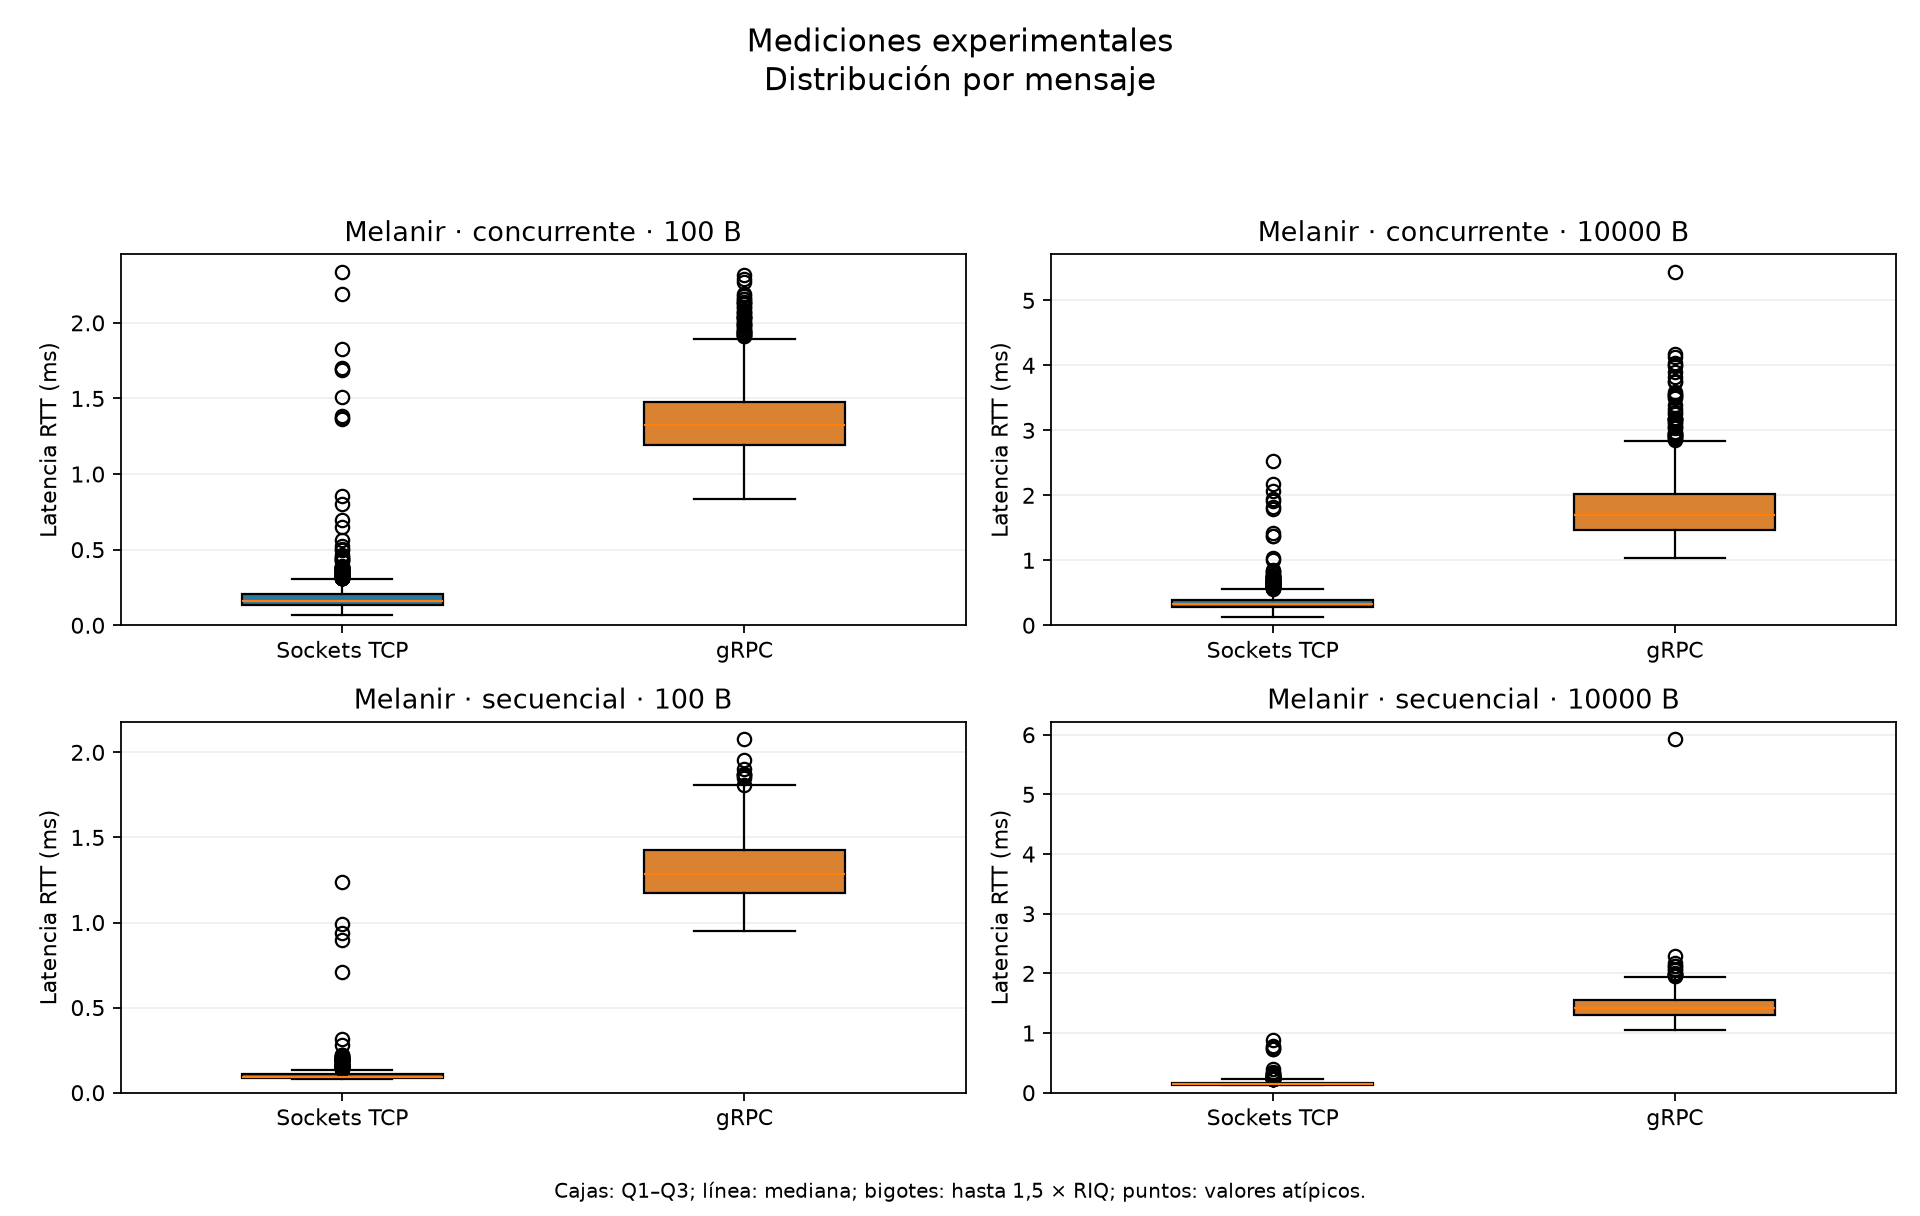 Mediciones experimentales
Distribución por mensaje
Melanir · concurrente · 100 B
Latencia RTT (ms)
2.0
1.5
1.0
0.5
0.0
Sockets TCP
gRPC
Melanir · concurrente · 10000 B
Latencia RTT (ms)
5
4
3
2
1
0
Sockets TCP
gRPC
Melanir · secuencial · 100 B
Latencia RTT (ms)
2.0
1.5
1.0
0.5
0.0
Sockets TCP
gRPC
Melanir · secuencial · 10000 B
Latencia RTT (ms)
6
5
4
3
2
1
0
Sockets TCP
gRPC
Cajas: Q1–Q3; línea: mediana; bigotes: hasta 1,5 × RIQ; puntos: valores atípicos.